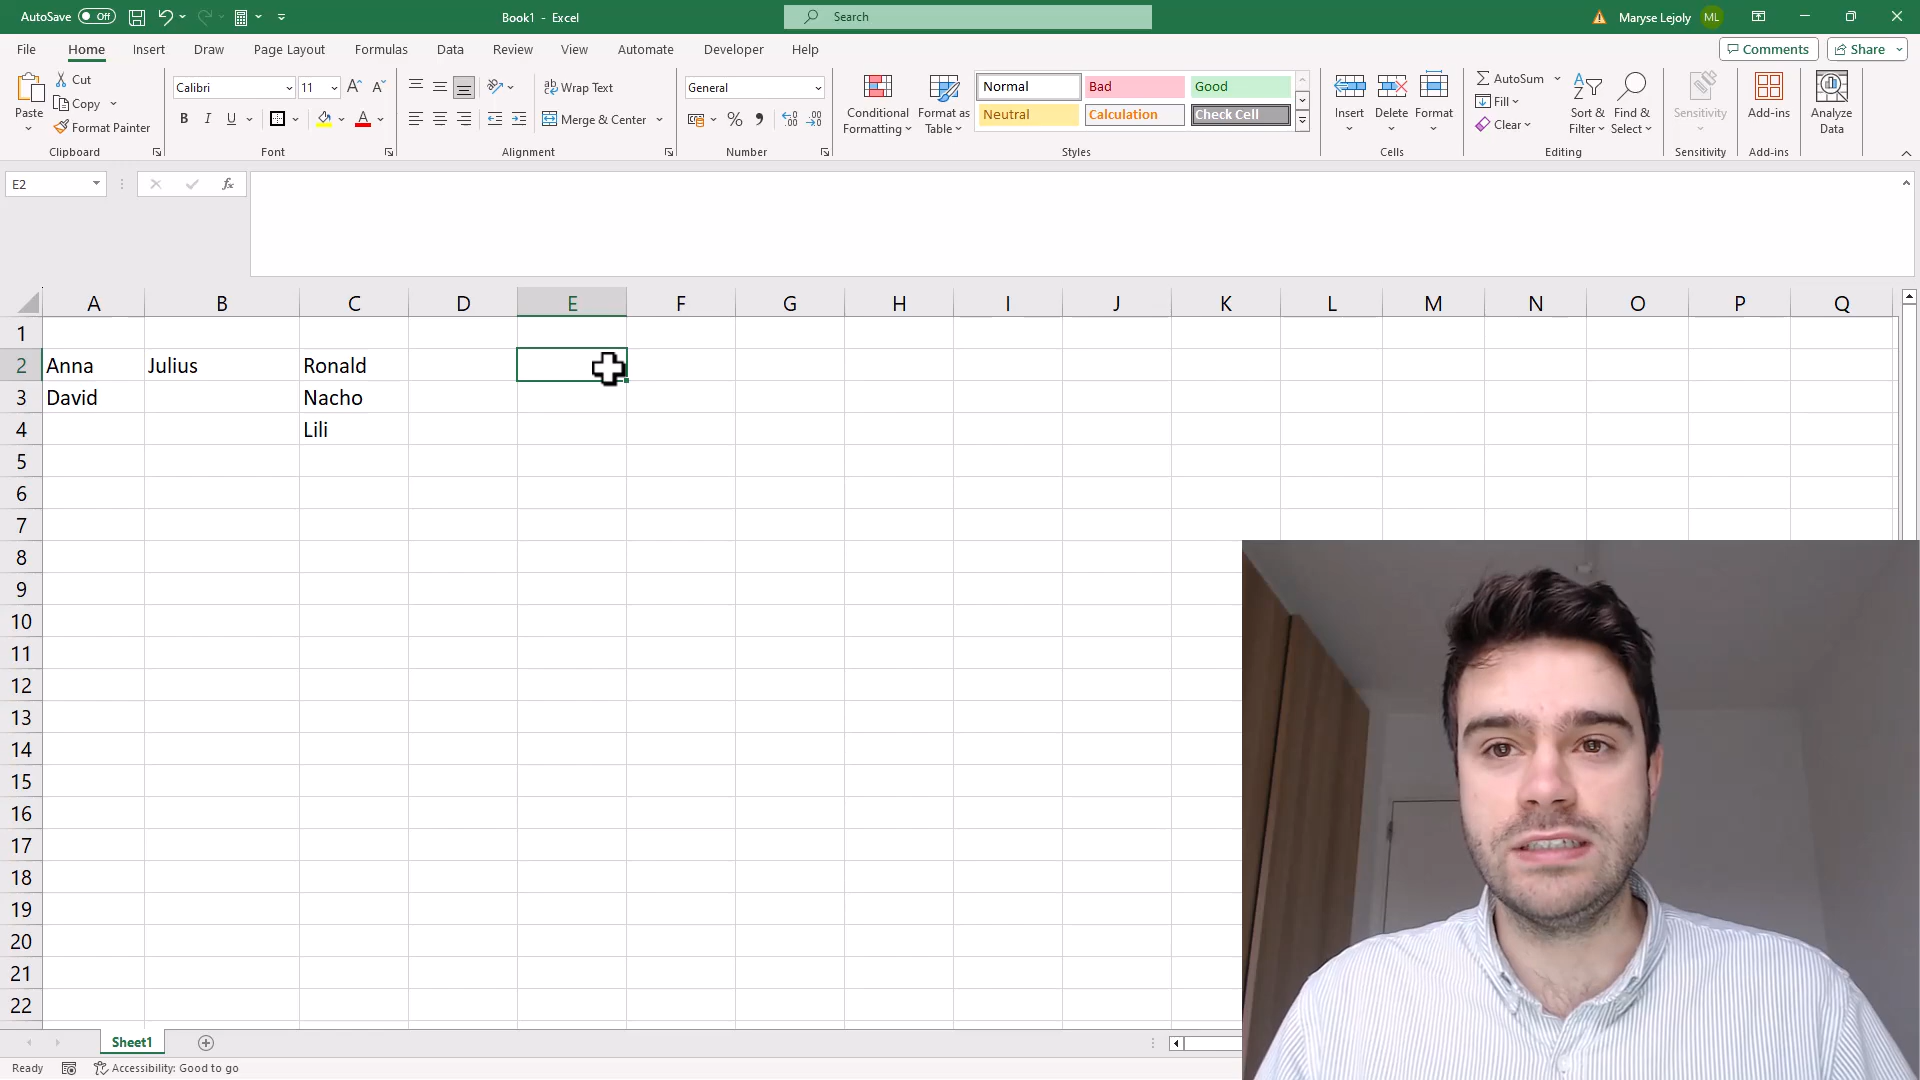 AutoSave Off Book1 - Excel Search Maryse Lejoly ML
File Home Insert Draw Page Layout Formulas Data Review View Automate Developer Help Comments Share
Paste Cut Copy Format Painter Clipboard
Calibri 11 A A B I U A Font
Wrap Text Merge & Center Alignment
General % Number
Conditional Formatting Format as Table Normal Bad Good Neutral Calculation Check Cell Styles
Insert Delete Format Cells
AutoSum Fill Clear Sort & Filter Find & Select Editing
Sensitivity Sensitivity
Add-ins Add-ins
Analyze Data
E2 fx
A B C D E F G H I J K L M N O P Q
1
2 Anna Julius Ronald
3 David Nacho
4 Lili
5
6
7
8
9
10
11
12
13
14
15
16
17
18
19
20
21
22
Sheet1
Ready Accessibility: Good to go